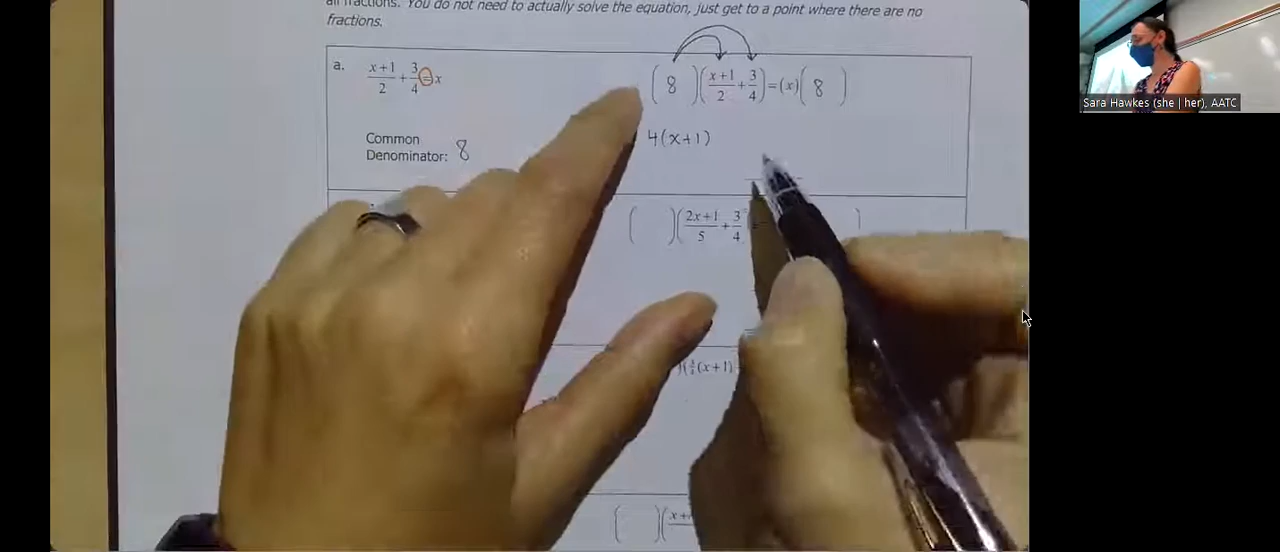 all fractions. You do not need to actually solve the equation, just get to a point where there are no
fractions.
a. (x+1)/2 + 3/4 = x
( 8 )((x+1)/2 + 3/4) = (x)( 8 )
4(x+1)
Common
Denominator: 8
( )((2x+1)/5 + 3/4
(x+1)
( )(
Sara Hawkes (she | her), AATC